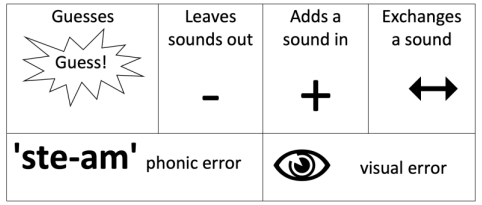 Guesses
Guess!
Leaves
sounds out
-
Adds a
sound in
+
Exchanges
a sound
'ste-am' phonic error
visual error